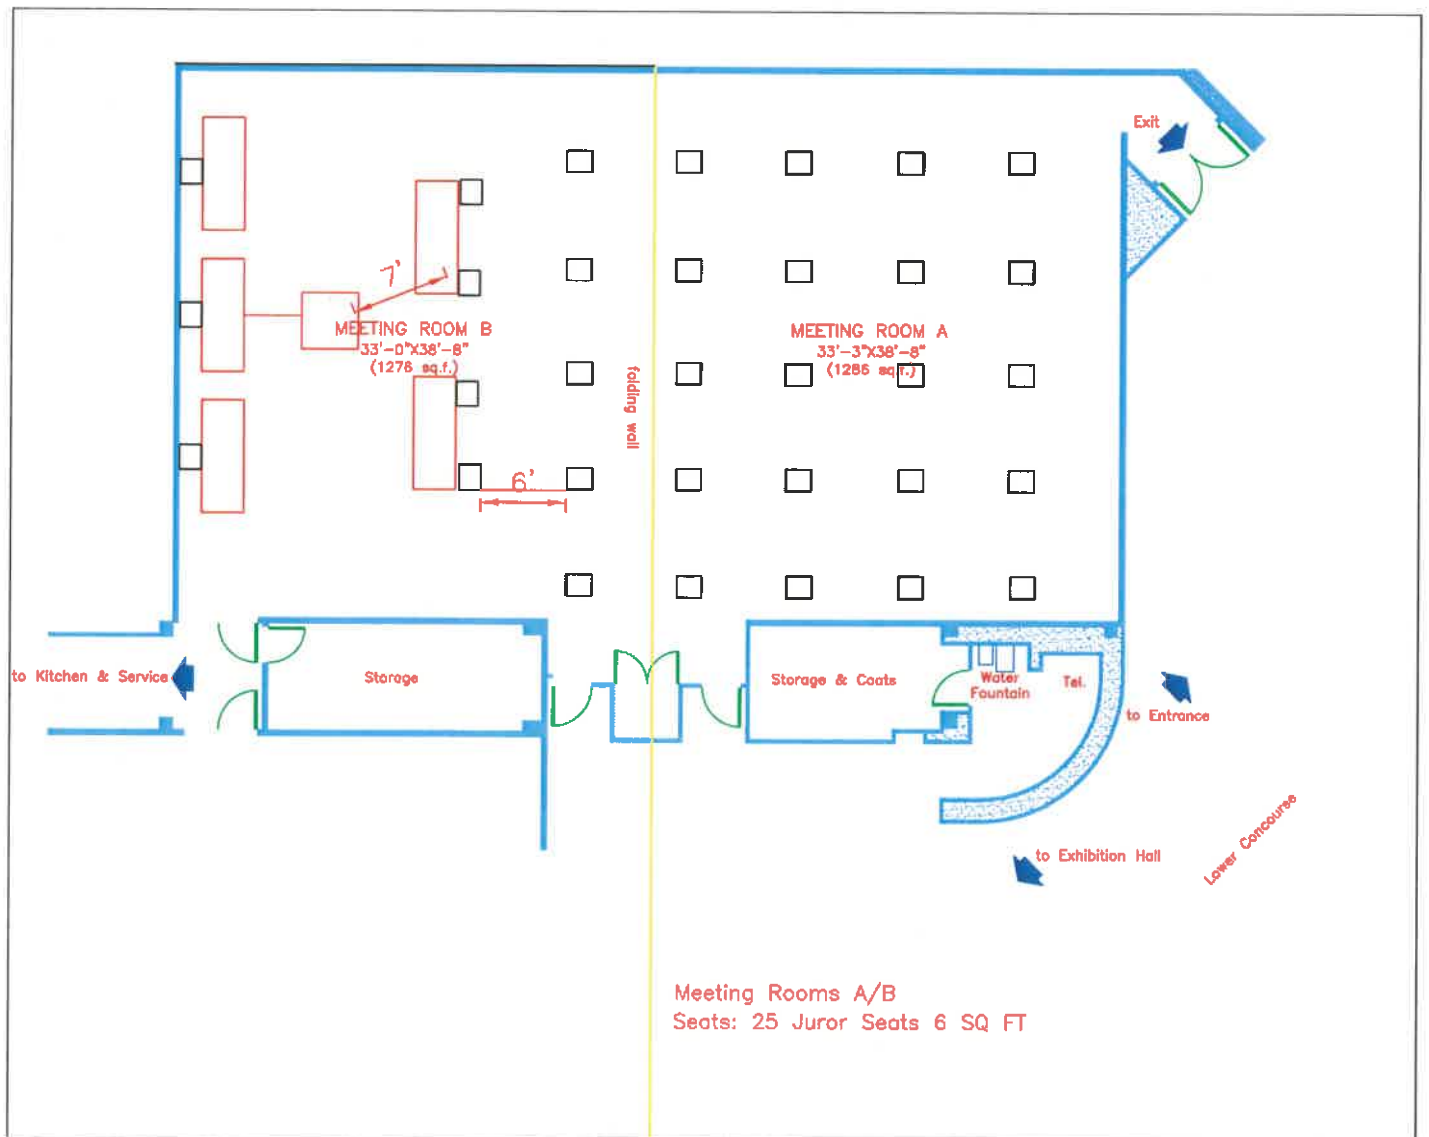 Exit
7'
MEETING ROOM B
33'-0"X38'-8"
(1276 sq.f.)
MEETING ROOM A
33'-3"X38'-8"
(1286 sq.f.)
folding wall
6'
to Kitchen & Service
Storage
Storage & Coats
Water
Fountain
Tel.
to Entrance
to Exhibition Hall
Lower Concourse
Meeting Rooms A/B
Seats: 25 Juror Seats 6 SQ FT